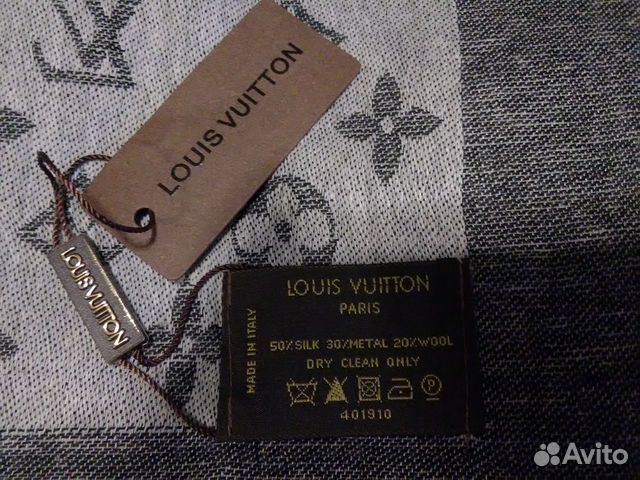 LOUIS VUITTON
LOUIS VUITTON
LOUIS VUITTON
PARIS
MADE IN ITALY
50%SILK 30%METAL 20%WOOL
DRY CLEAN ONLY
P
401910
Avito